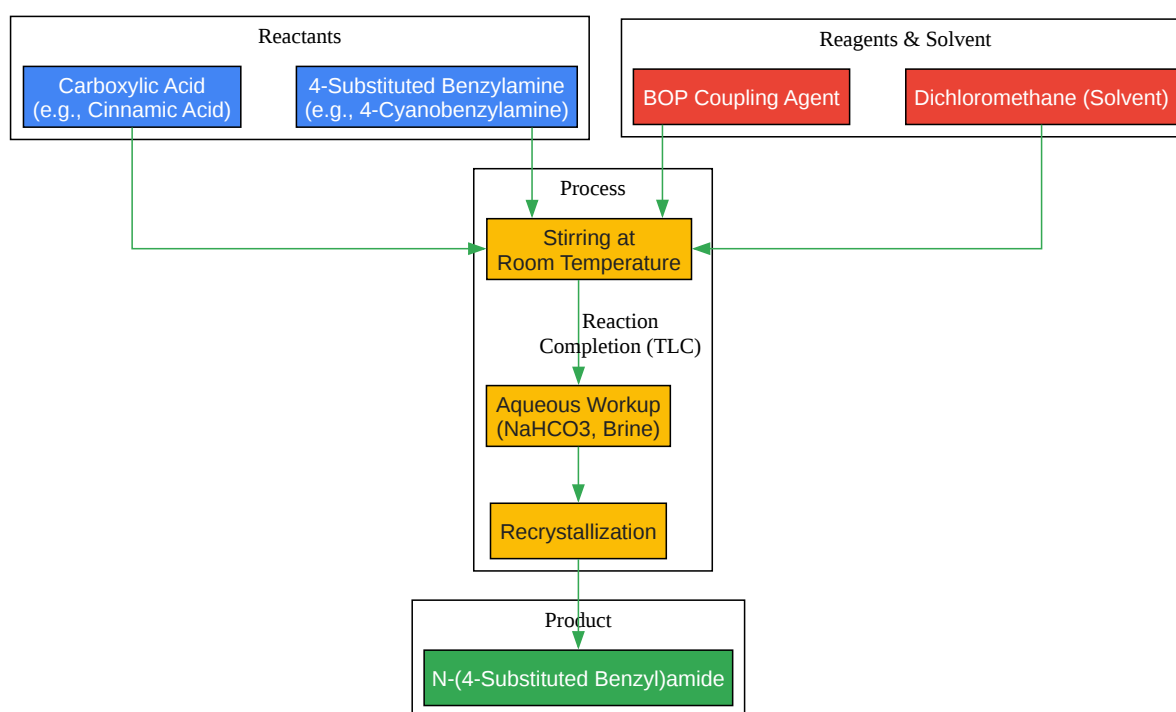 Reactants
Carboxylic Acid
(e.g., Cinnamic Acid)
4-Substituted Benzylamine
(e.g., 4-Cyanobenzylamine)
Reagents & Solvent
BOP Coupling Agent
Dichloromethane (Solvent)
Process
Stirring at
Room Temperature
Reaction
Completion (TLC)
Aqueous Workup
(NaHCO3, Brine)
Recrystallization
Product
N-(4-Substituted Benzyl)amide